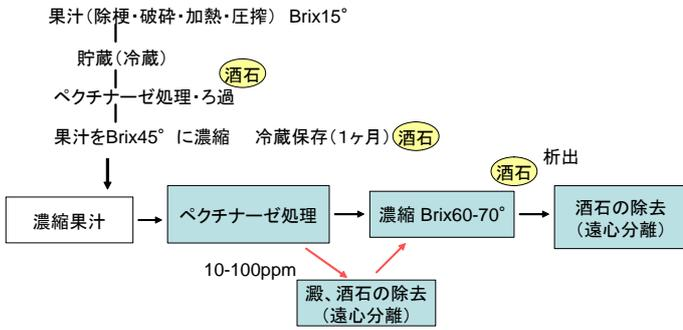 果汁(除梗・破砕・加熱・圧搾) Brix15°
貯蔵(冷蔵)
酒石
ペクチナーゼ処理・ろ過
果汁をBrix45°に濃縮 冷蔵保存(1ヶ月) 酒石
酒石 析出
濃縮果汁
ペクチナーゼ処理
濃縮 Brix60-70°
酒石の除去
(遠心分離)
10-100ppm
澱、酒石の除去
(遠心分離)